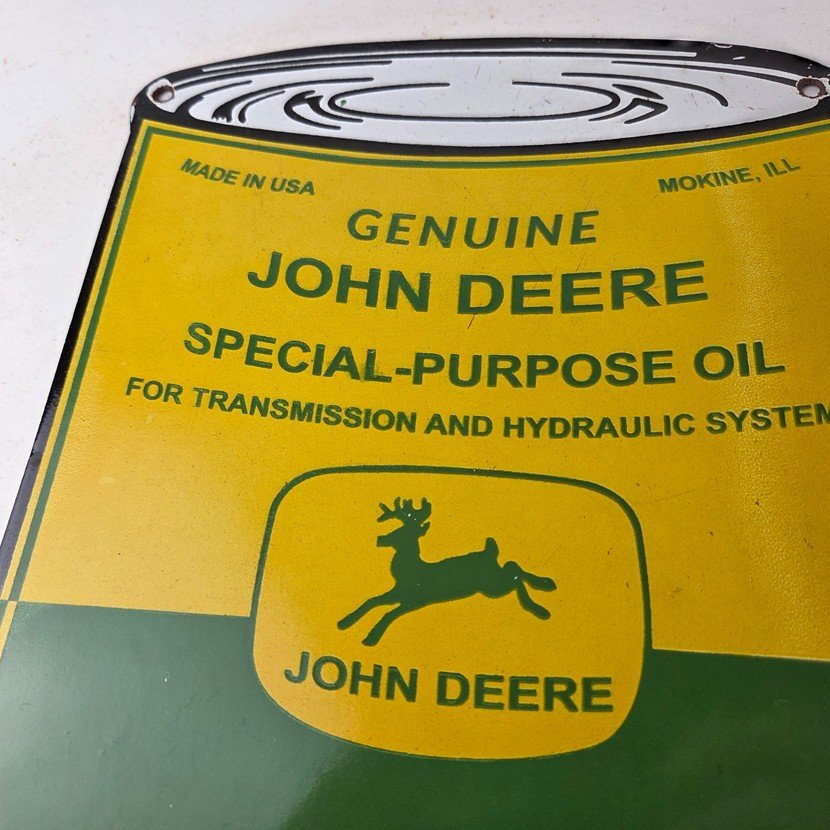 MADE IN USA
MOKINE, ILL
GENUINE
JOHN DEERE
SPECIAL-PURPOSE OIL
FOR TRANSMISSION AND HYDRAULIC SYSTEM
JOHN DEERE